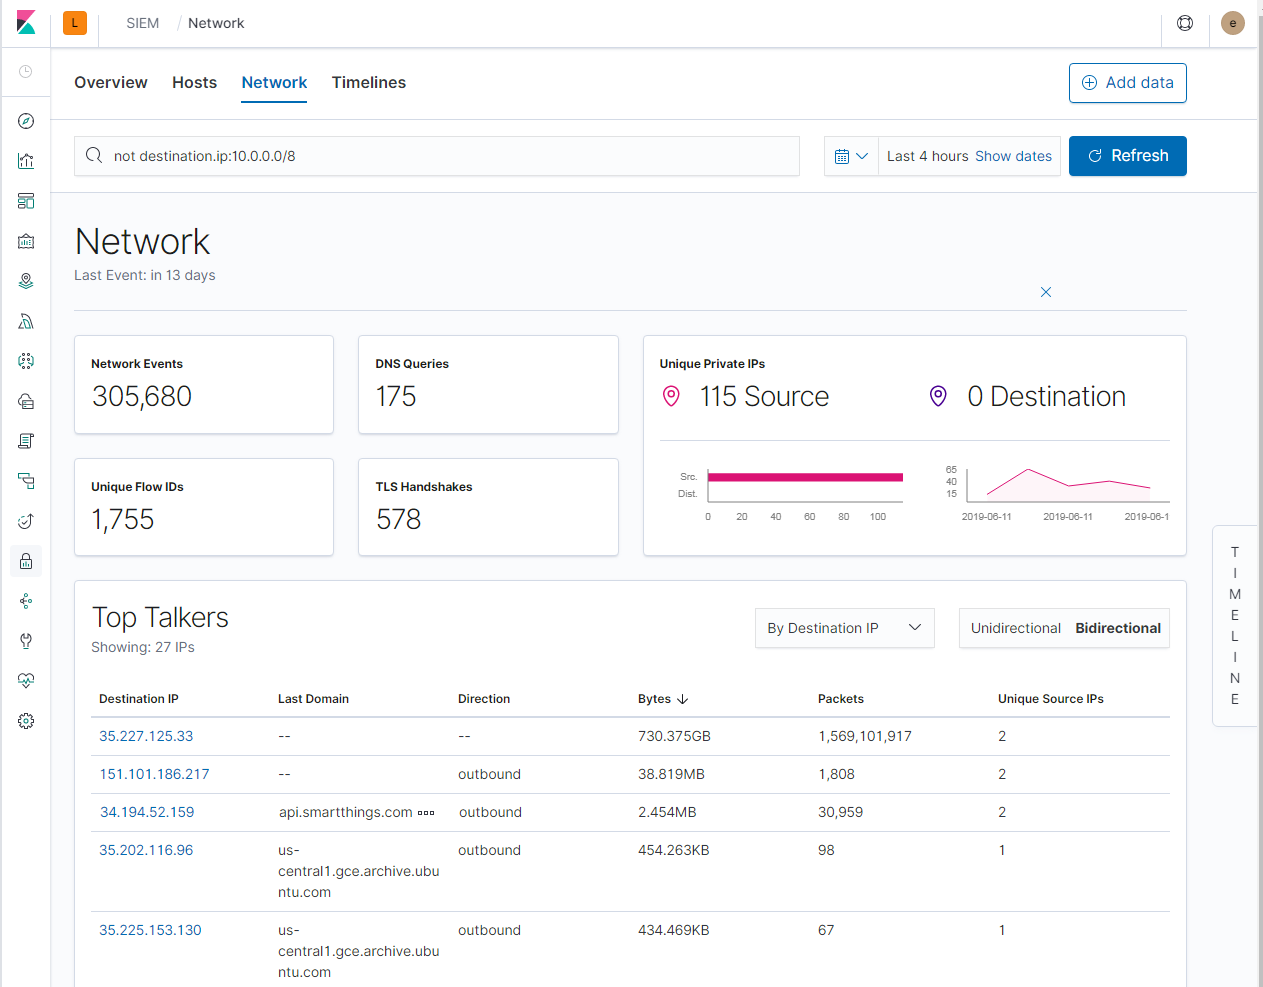 L SIEM / Network e
Overview Hosts Network Timelines Add data
not destination.ip:10.0.0.0/8 Last 4 hours Show dates Refresh
Network
Last Event: in 13 days
Network Events
305,680
DNS Queries
175
Unique Private IPs
115 Source 0 Destination
Unique Flow IDs
1,755
TLS Handshakes
578
Src.
Dist.
0 20 40 60 80 100
65
40
15
2019-06-11 2019-06-11 2019-06-1
TIMELINE
Top Talkers
Showing: 27 IPs
By Destination IP Unidirectional Bidirectional
Destination IP Last Domain Direction Bytes Packets Unique Source IPs
35.227.125.33 -- -- 730.375GB 1,569,101,917 2
151.101.186.217 -- outbound 38.819MB 1,808 2
34.194.52.159 api.smartthings.com outbound 2.454MB 30,959 2
35.202.116.96 us- outbound 454.263KB 98 1
central1.gce.archive.ubu
ntu.com
35.225.153.130 us- outbound 434.469KB 67 1
central1.gce.archive.ubu
ntu.com